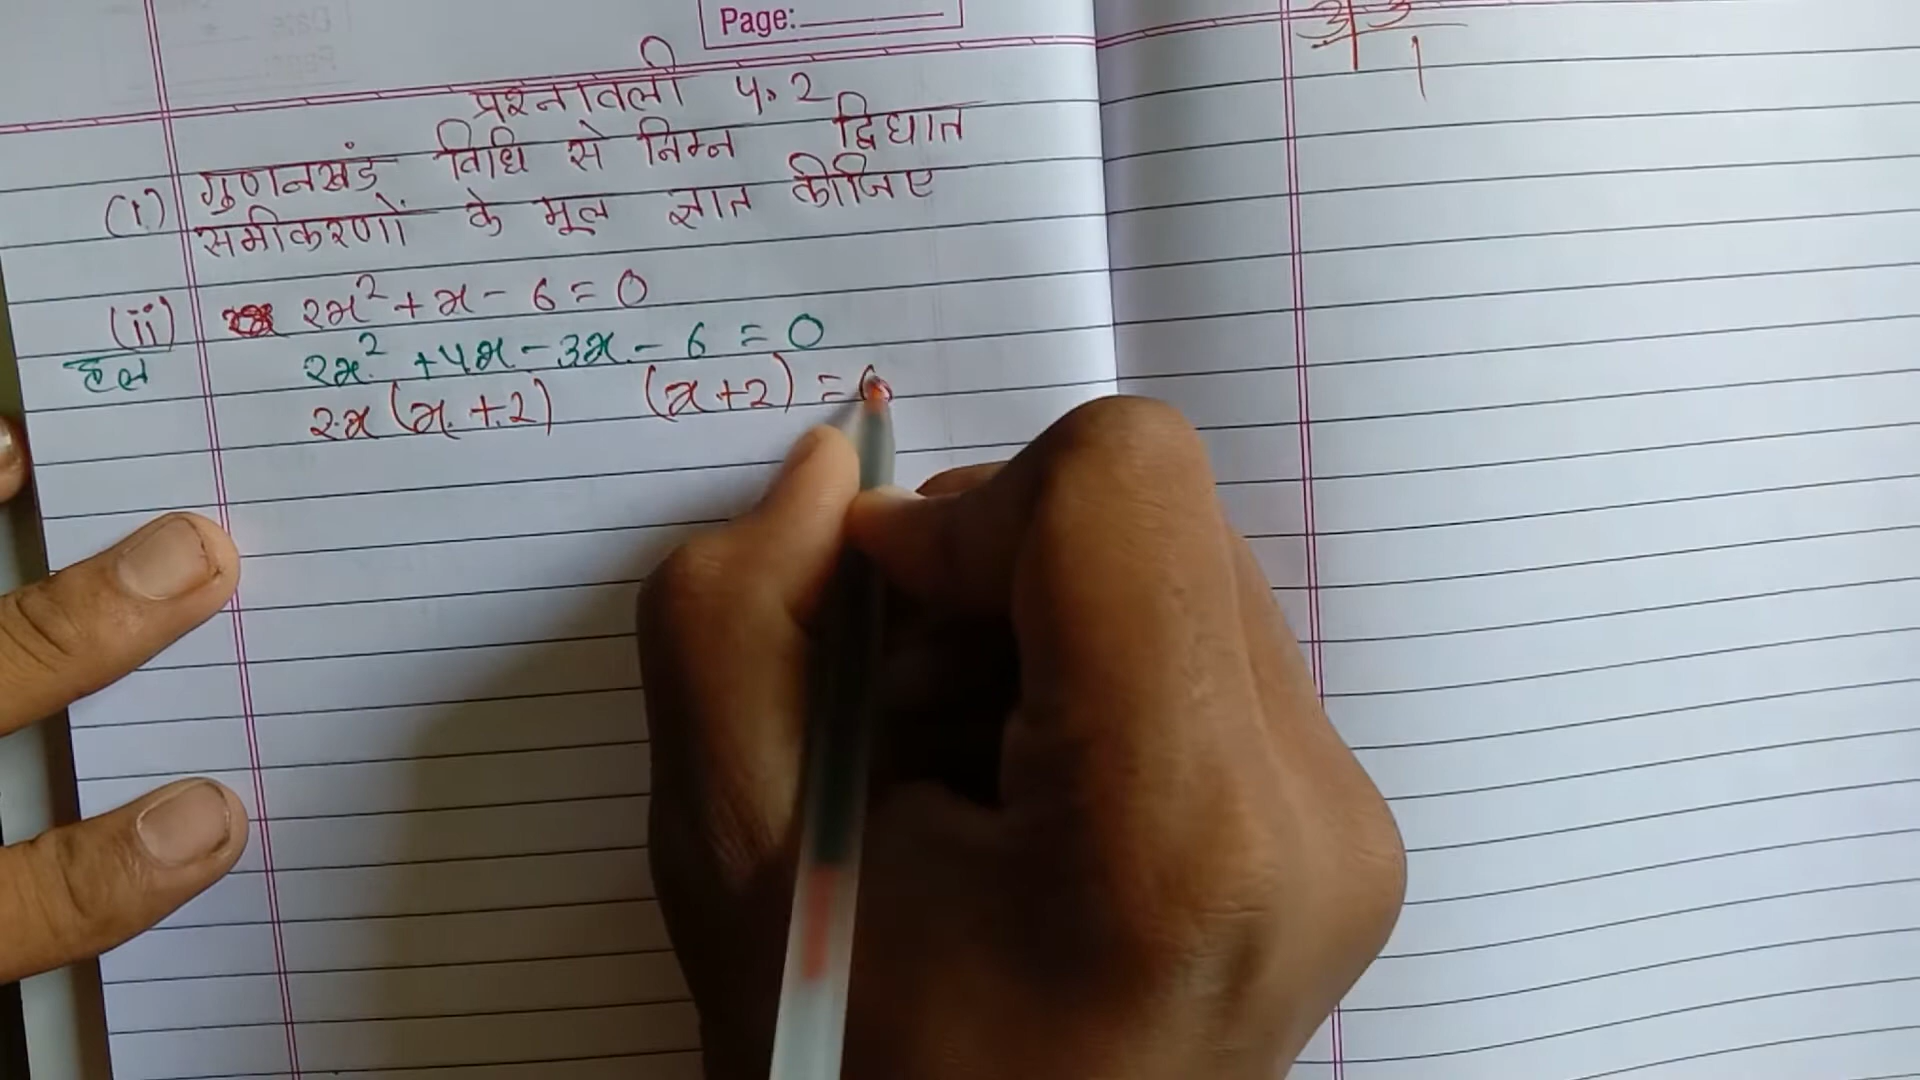 Page:
प्रश्नावली 4.2
(i) गुणनखंड विधि से निम्न द्विघात
समीकरणों के मूल ज्ञात कीजिए
(ii) 2x² + x - 6 = 0
हल 2x² + 4x - 3x - 6 = 0
2x (x + 2) (x + 2) = 0